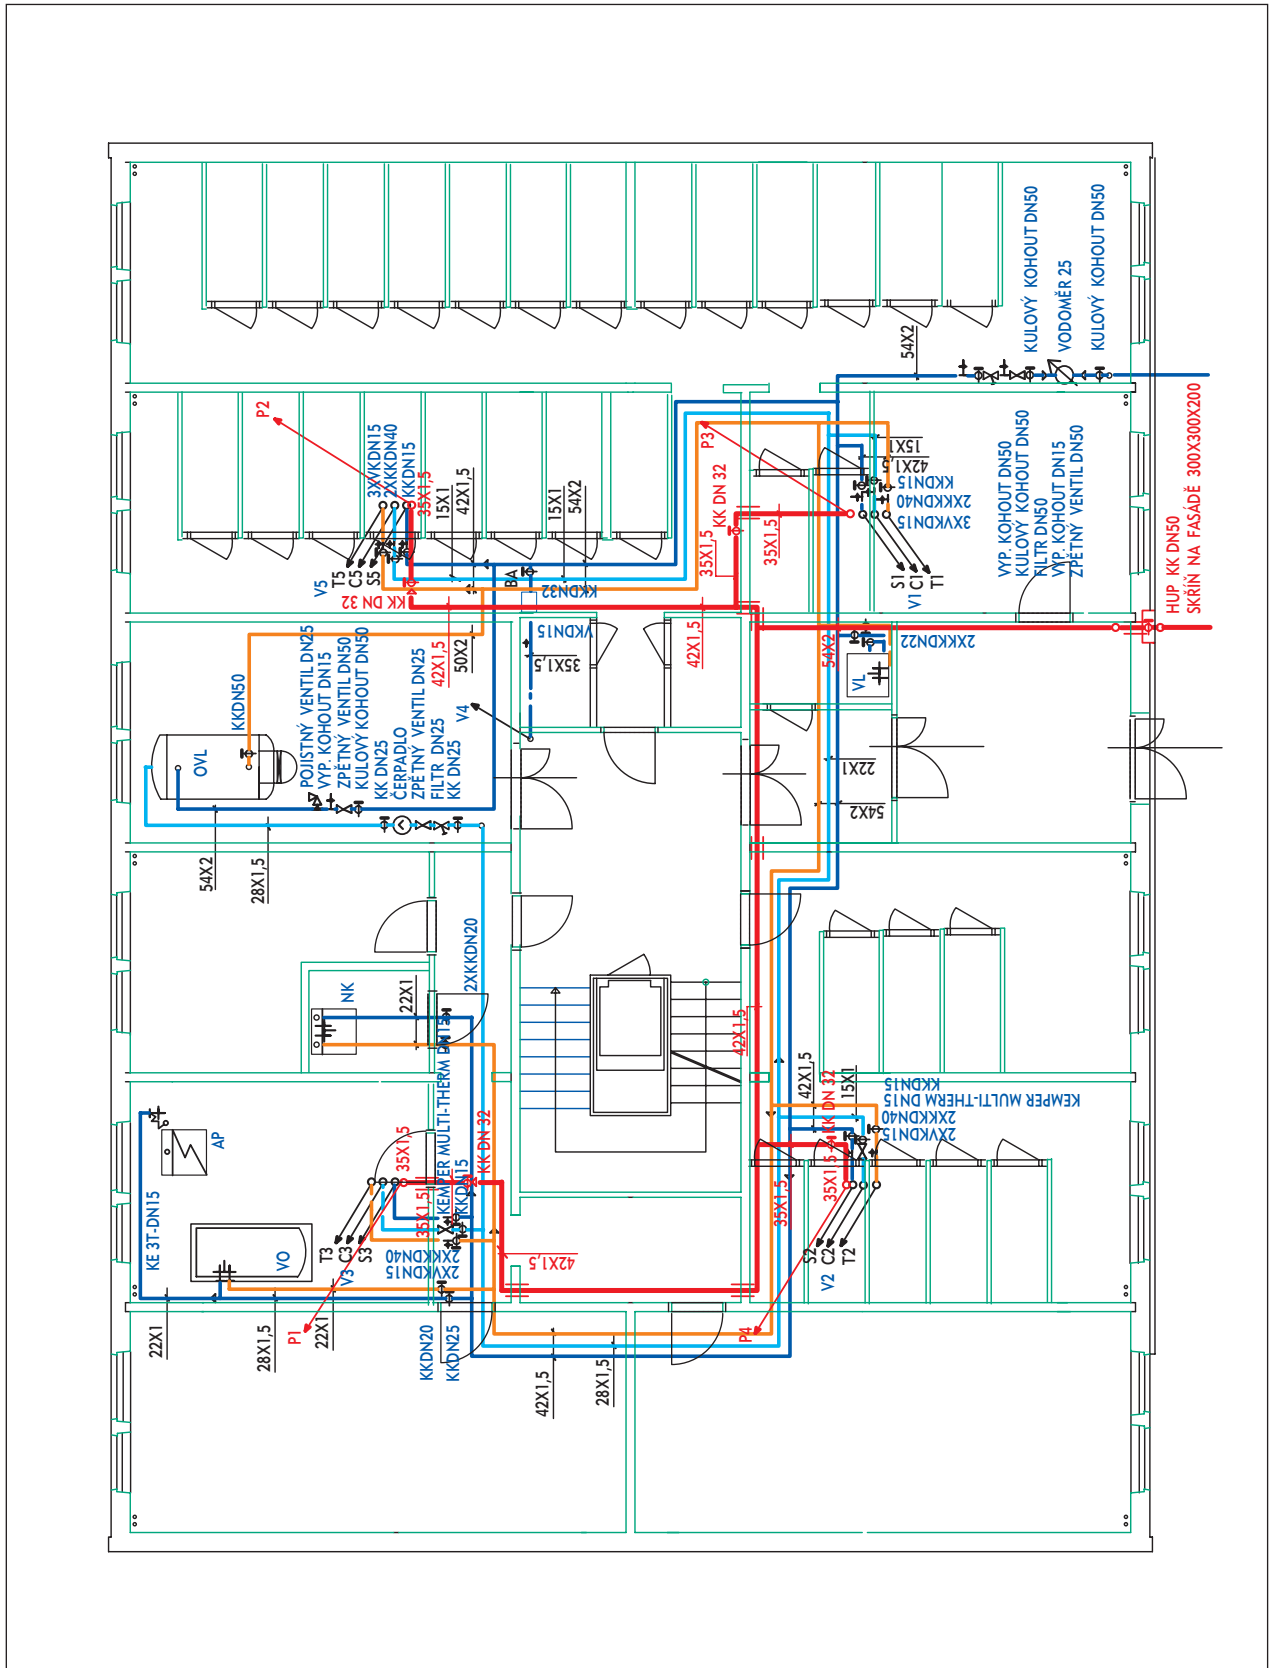 P2
3XVKDN15
2XKKDN40
KKDN15
35X1,5
15X1
42X1,5
V5
T5
C5
S5
KK DN 32
BA
KKDN32
VKDN15
15X1
54X2
35X1,5
42X1,5
50X2
V4
P3
KK DN 32
35X1,5
35X1,5
42X1,5
54X2
KULOVÝ KOHOUT DN50
VODOMĚR 25
KULOVÝ KOHOUT DN50
15X1
42X1,5
KKDN15
2XKKDN40
3XVKDN15
S1
C1
T1
V1
VYP. KOHOUT DN50
KULOVÝ KOHOUT DN50
FILTR DN50
VYP. KOHOUT DN15
ZPĚTNÝ VENTIL DN50
HUP KK DN50
SKŘÍŇ NA FASÁDĚ 300X300X200
54X2
VL
2XKKDN22
22X1
54X2
KKDN50
OVL
POJISTNÝ VENTIL DN25
VYP. KOHOUT DN15
ZPĚTNÝ VENTIL DN50
KULOVÝ KOHOUT DN50
KK DN25
ČERPADLO
ZPĚTNÝ VENTIL DN25
FILTR DN25
KK DN25
54X2
28X1,5
NK
22X1
2XKKDN20
KEMPER MULTI-THERM DN15
KKDN15
KK DN 32
35X1,5
35X1,5
AP
KE 3T-DN15
VO
T3
C3
S3
V3
2XKKDN40
2XVKDN15
22X1
28X1,5
22X1
P1
KKDN20
KKDN25
42X1,5
42X1,5
28X1,5
42X1,5
42X1,5
15X1
KK DN 32
35X1,5
35X1,5
KKDN15
KEMPER MULTI-THERM DN15
2XKKDN40
2XVKDN15
S2
C2
T2
V2
P4